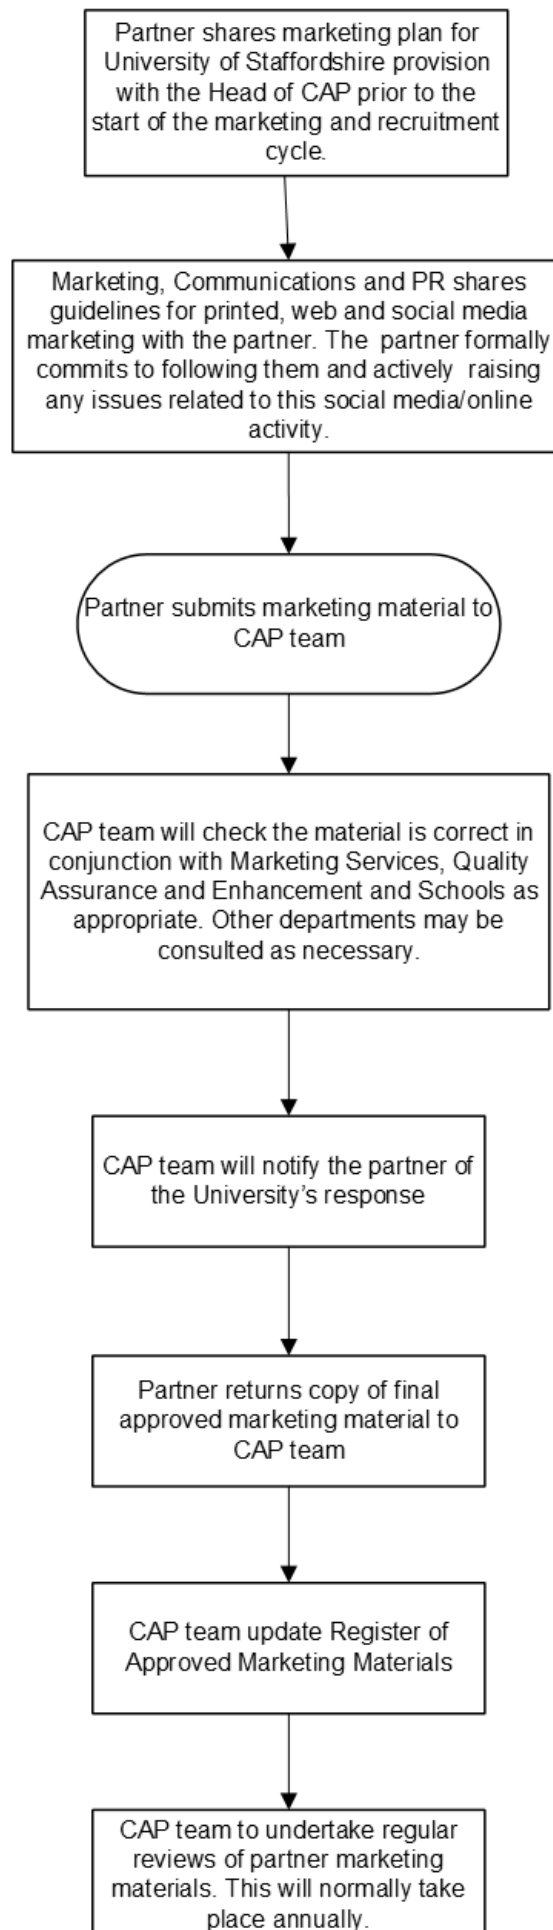 Partner shares marketing plan for
University of Staffordshire provision
with the Head of CAP prior to the
start of the marketing and recruitment
cycle.
Marketing, Communications and PR shares
guidelines for printed, web and social media
marketing with the partner. The  partner formally
commits to following them and actively  raising
any issues related to this social media/online
activity.
Partner submits marketing material to
CAP team
CAP team will check the material is correct in
conjunction with Marketing Services, Quality
Assurance and Enhancement and Schools as
appropriate. Other departments may be
consulted as necessary.
CAP team will notify the partner of
the University’s response
Partner returns copy of final
approved marketing material to
CAP team
CAP team update Register of
Approved Marketing Materials
CAP team to undertake regular
reviews of partner marketing
materials. This will normally take
place annually.